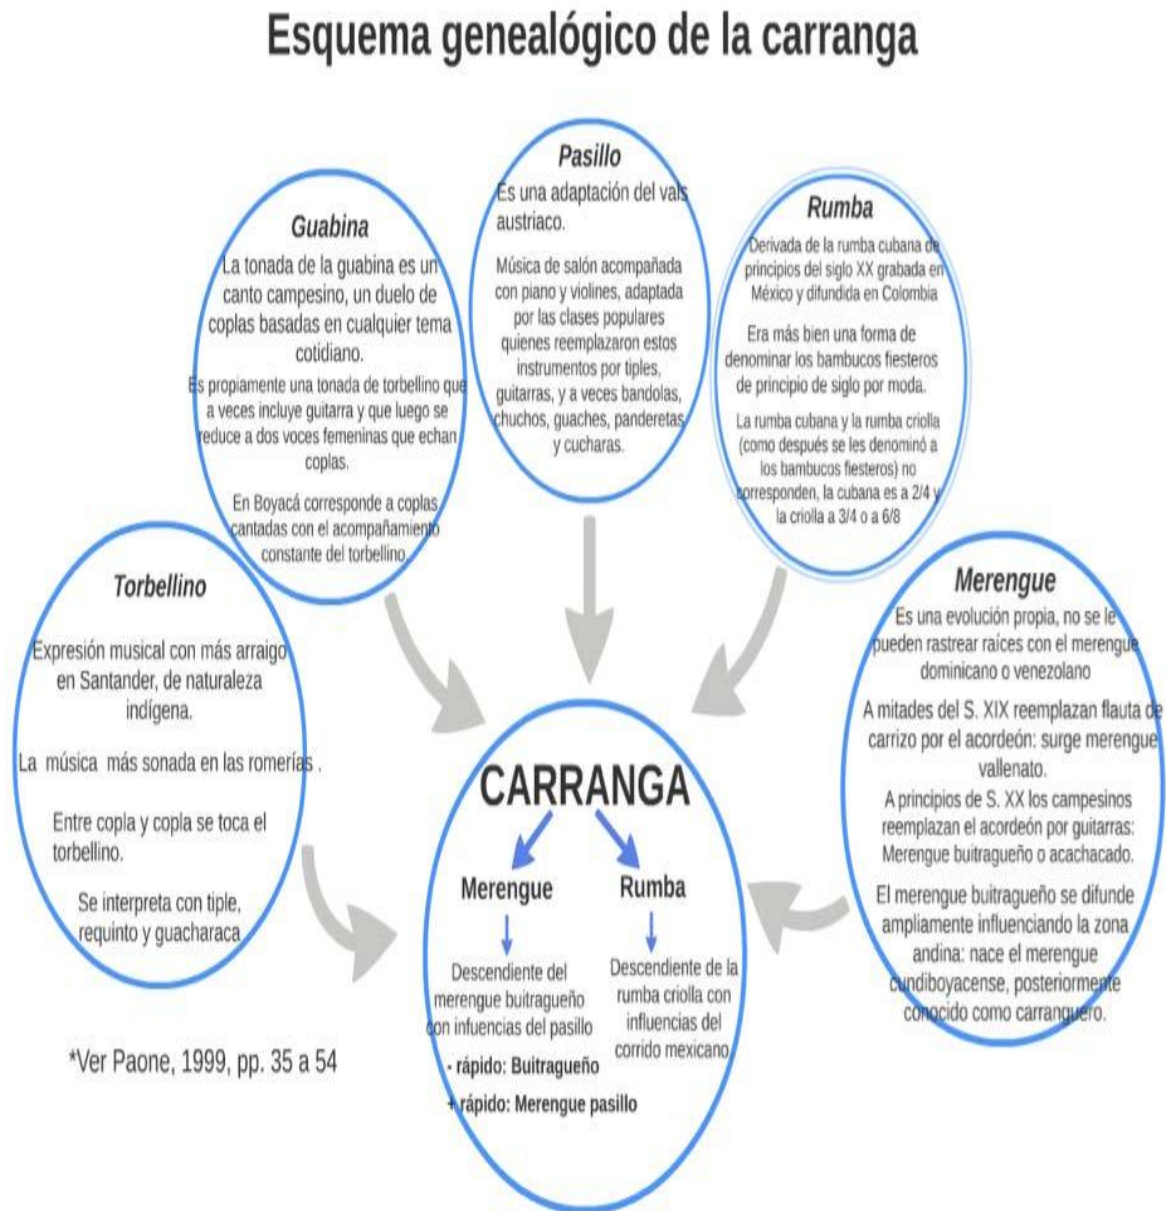 Esquema genealógico de la carranga
Pasillo
Es una adaptación del vals
austriaco.
Música de salón acompañada
con piano y violines, adaptada
por las clases populares
quienes reemplazaron estos
instrumentos por tiples,
guitarras, y a veces bandolas,
chuchos, guaches, panderetas
y cucharas.
Guabina
La tonada de la guabina es un
canto campesino, un duelo de
coplas basadas en cualquier tema
cotidiano.
Es propiamente una tonada de torbellino que
a veces incluye guitarra y que luego se
reduce a dos voces femeninas que echan
coplas.
En Boyacá corresponde a coplas
cantadas con el acompañamiento
constante del torbellino.
Rumba
Derivada de la rumba cubana de
principios del siglo XX grabada en
México y difundida en Colombia
Era más bien una forma de
denominar los bambucos fiesteros
de principio de siglo por moda.
La rumba cubana y la rumba criolla
(como después se les denominó a
los bambucos fiesteros) no
corresponden, la cubana es a 2/4 y
la criolla a 3/4 o a 6/8
Torbellino
Expresión musical con más arraigo
en Santander, de naturaleza
indígena.
La música más sonada en las romerías .
Entre copla y copla se toca el
torbellino.
Se interpreta con tiple,
requinto y guacharaca
Merengue
Es una evolución propia, no se le
pueden rastrear raíces con el merengue
dominicano o venezolano
A mitades del S. XIX reemplazan flauta de
carrizo por el acordeón: surge merengue
vallenato.
A principios de S. XX los campesinos
reemplazan el acordeón por guitarras:
Merengue buitragueño o acachacado.
El merengue buitragueño se difunde
ampliamente influenciando la zona
andina: nace el merengue
cundiboyacense, posteriormente
conocido como carranguero.
CARRANGA
Merengue
Descendiente del
merengue buitragueño
con infuencias del pasillo
- rápido: Buitragueño
+ rápido: Merengue pasillo
Rumba
Descendiente de la
rumba criolla con
influencias del
corrido mexicano.
*Ver Paone, 1999, pp. 35 a 54